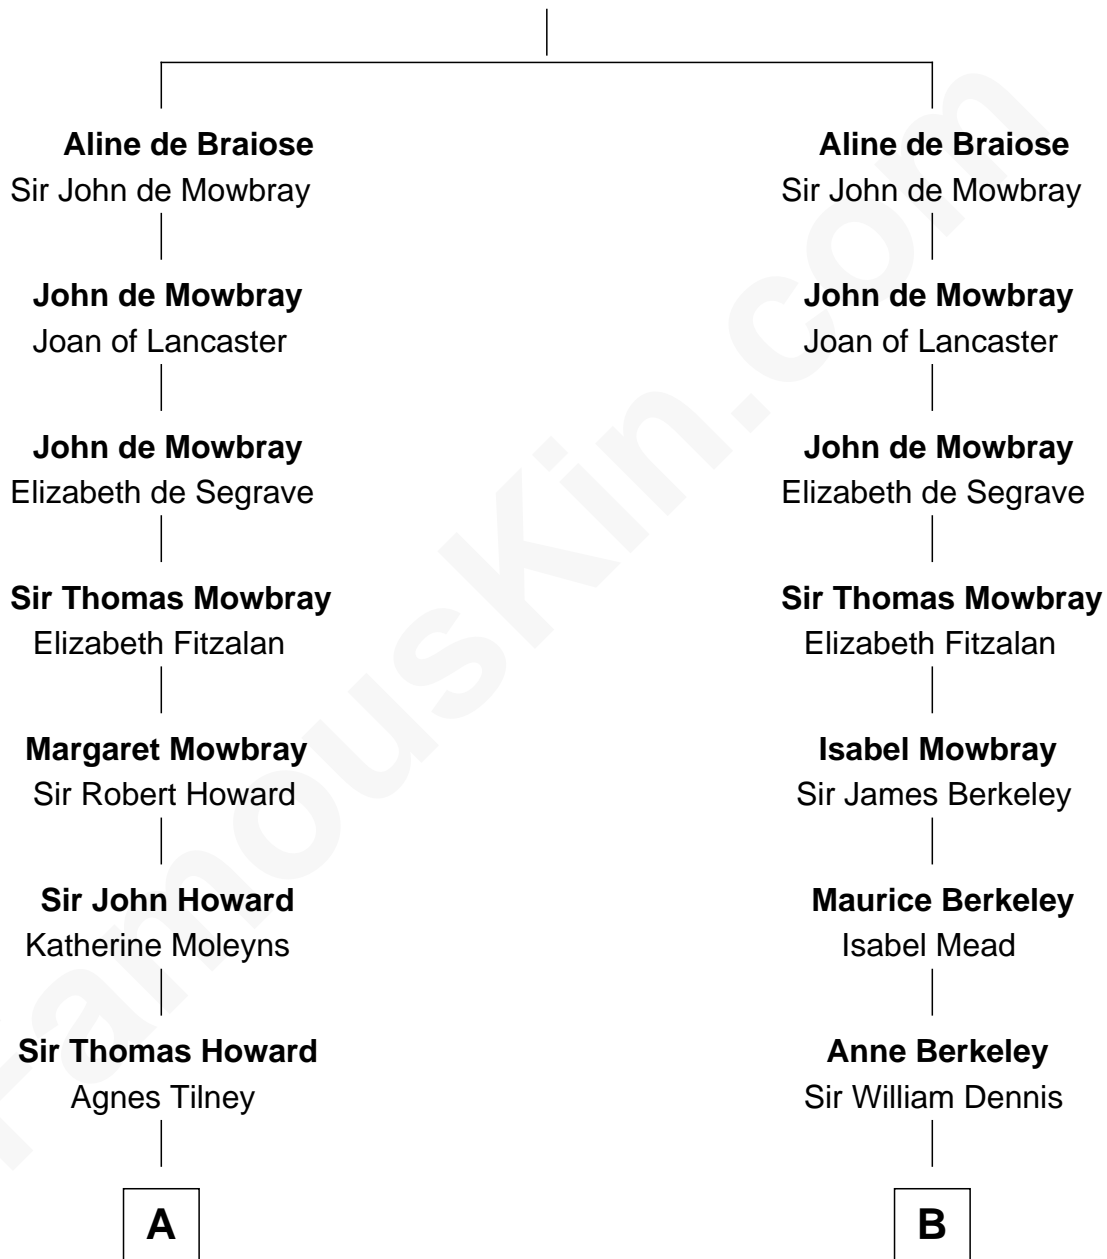 Aline de Braiose
Sir John de Mowbray
John de Mowbray
Joan of Lancaster
John de Mowbray
Elizabeth de Segrave
Sir Thomas Mowbray
Elizabeth Fitzalan
Margaret Mowbray
Sir Robert Howard
Sir John Howard
Katherine Moleyns
Sir Thomas Howard
Agnes Tilney
A
Aline de Braiose
Sir John de Mowbray
John de Mowbray
Joan of Lancaster
John de Mowbray
Elizabeth de Segrave
Sir Thomas Mowbray
Elizabeth Fitzalan
Isabel Mowbray
Sir James Berkeley
Maurice Berkeley
Isabel Mead
Anne Berkeley
Sir William Dennis
B
FamousKin.com